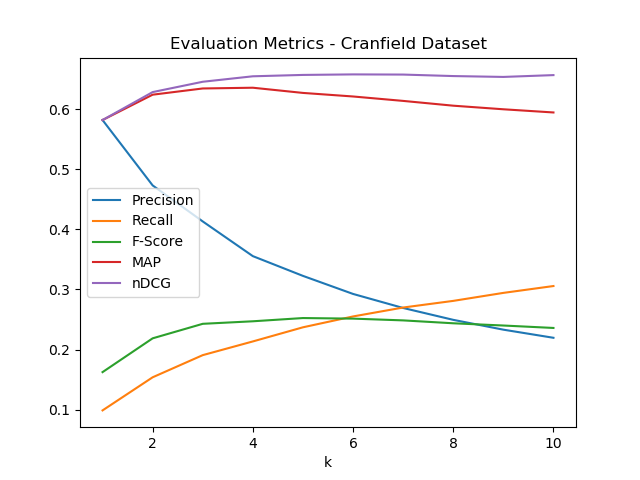 Evaluation Metrics - Cranfield Dataset
0.6
0.5
0.4
0.3
0.2
0.1
Precision
Recall
F-Score
MAP
nDCG
2 4 6 8 10
k